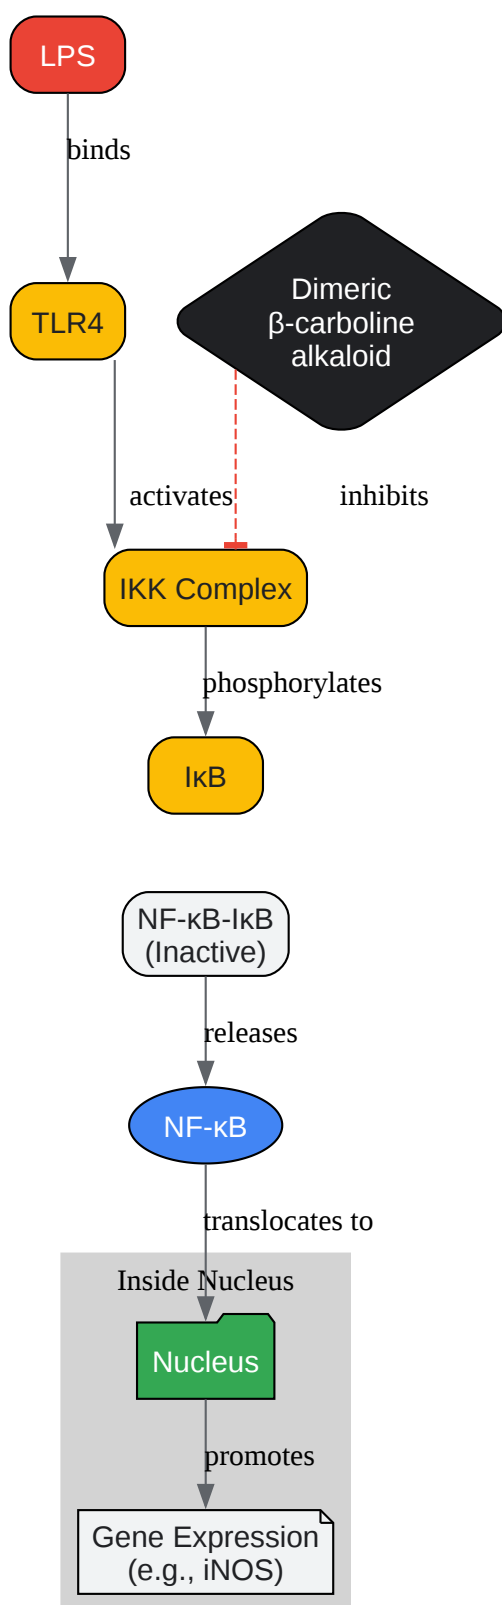 LPS
binds
TLR4
Dimeric
β-carboline
alkaloid
activates
inhibits
IKK Complex
phosphorylates
IκB
NF-κB-IκB
(Inactive)
releases
NF-κB
translocates to
Inside Nucleus
Nucleus
promotes
Gene Expression
(e.g., iNOS)